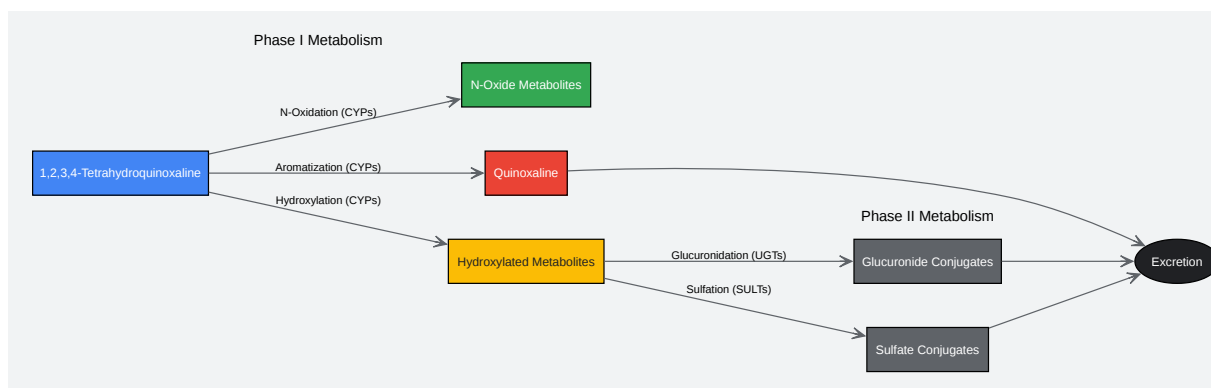 Phase I Metabolism
N-Oxide Metabolites
N-Oxidation (CYPs)
1,2,3,4-Tetrahydroquinoxaline
Aromatization (CYPs)
Quinoxaline
Hydroxylation (CYPs)
Phase II Metabolism
Hydroxylated Metabolites
Glucuronidation (UGTs)
Glucuronide Conjugates
Excretion
Sulfation (SULTs)
Sulfate Conjugates